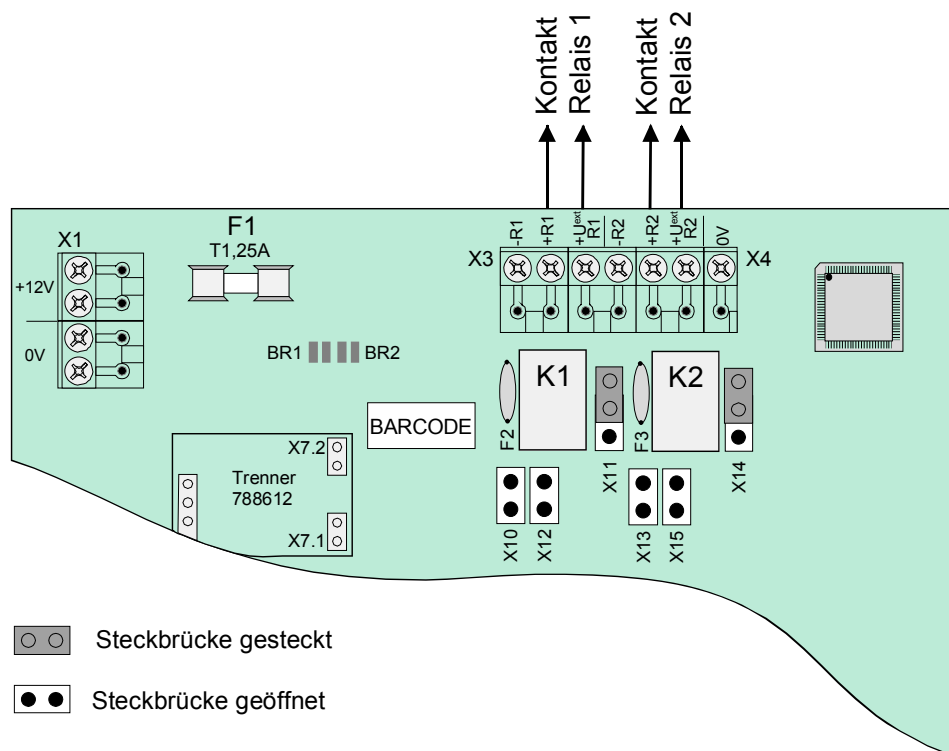 Kontakt
Relais 1
Kontakt
Relais 2
X1
+12V
0V
F1
T1,25A
X3
-R1
+R1
+Uext R1
-R2
+R2
+Uext R2
0V
X4
BR1
BR2
BARCODE
F2
K1
X11
F3
K2
X14
X7.2
Trenner
788612
X7.1
X10
X12
X13
X15
Steckbrücke gesteckt
Steckbrücke geöffnet